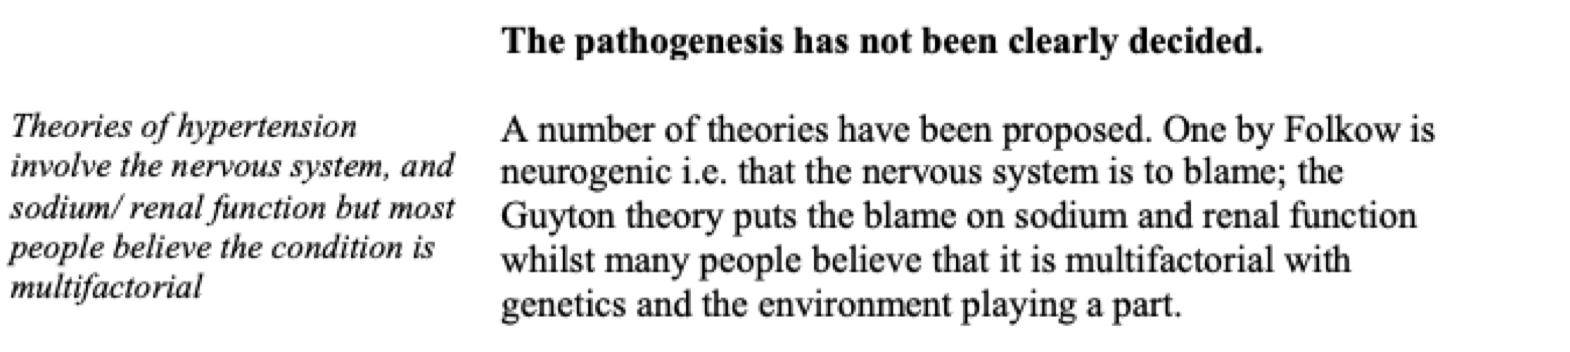 The pathogenesis has not been clearly decided.
Theories of hypertension
involve the nervous system, and
sodium/ renal function but most
people believe the condition is
multifactorial
A number of theories have been proposed. One by Folkow is
neurogenic i.e. that the nervous system is to blame; the
Guyton theory puts the blame on sodium and renal function
whilst many people believe that it is multifactorial with
genetics and the environment playing a part.